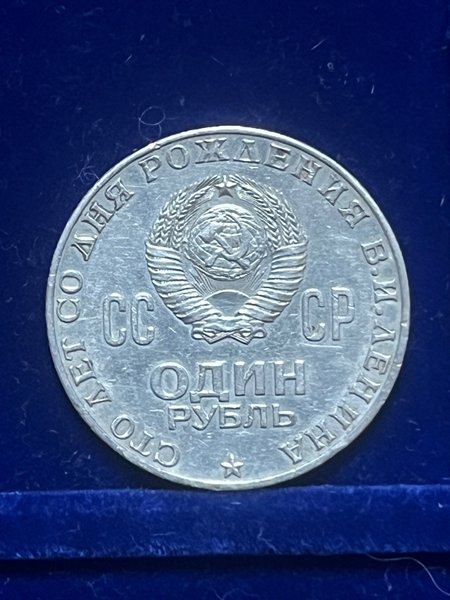 СТО ЛЕТ СО ДНЯ РОЖДЕНИЯ В.И.ЛЕНИНА
СС СР
ОДИН
РУБЛЬ